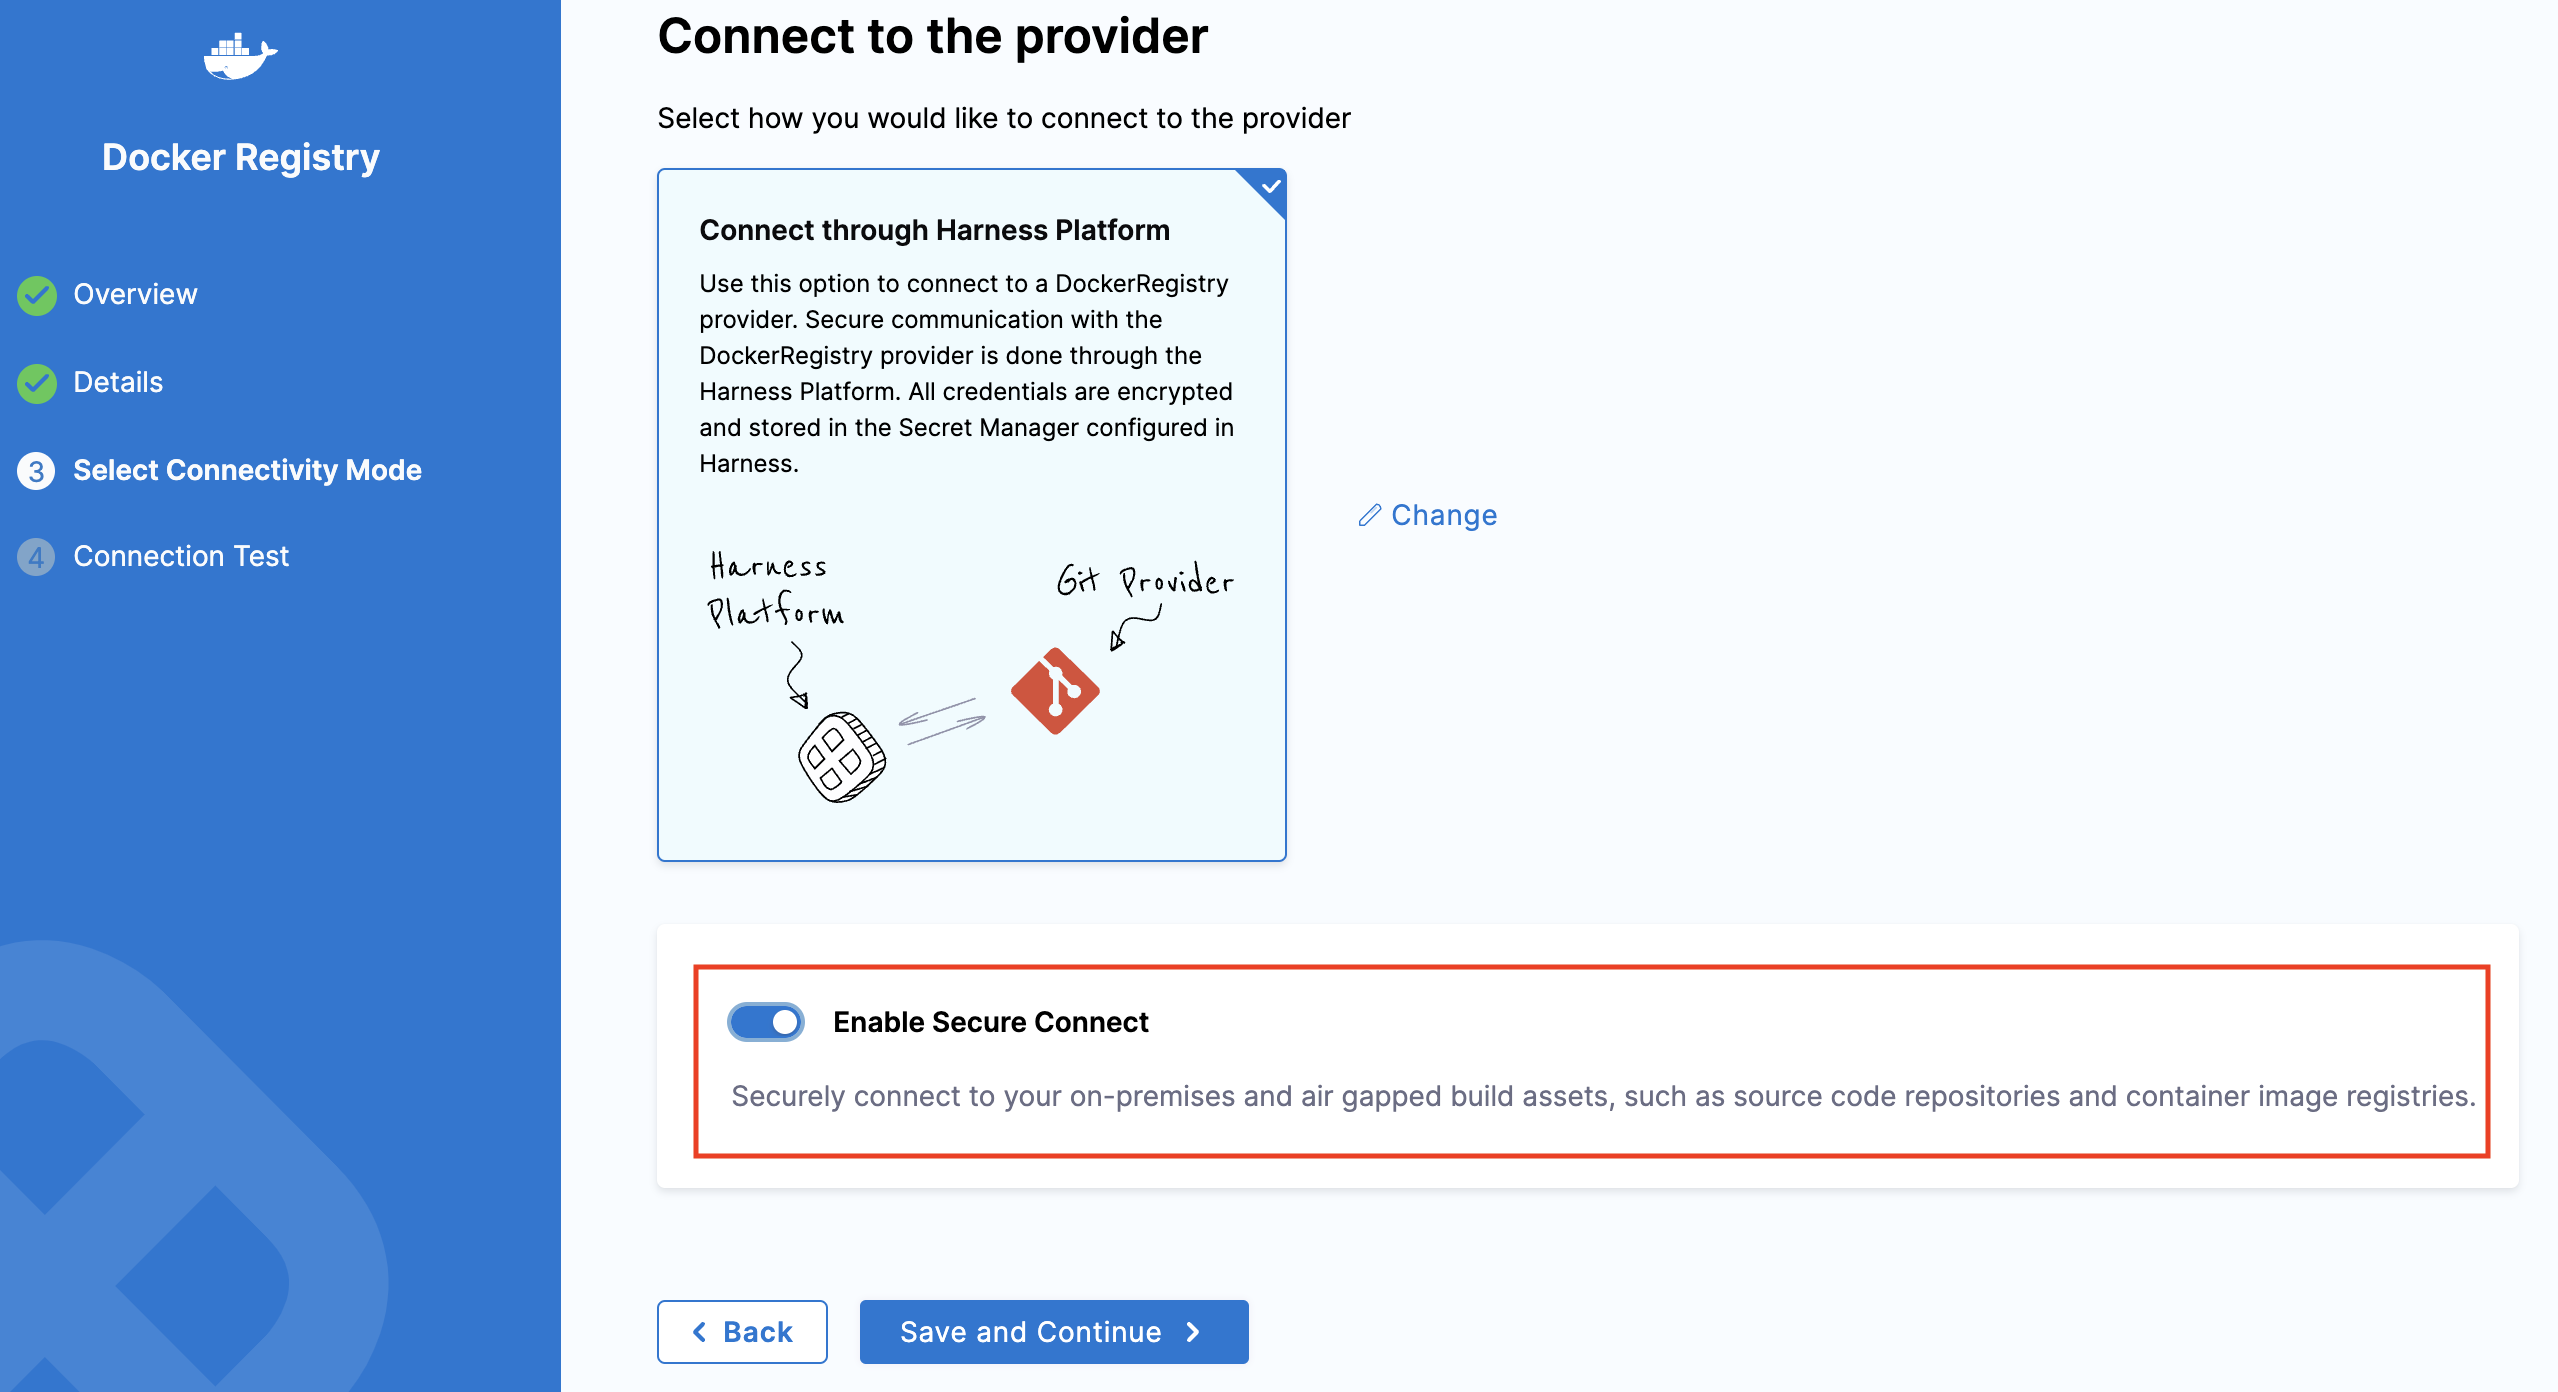 Docker Registry
Overview
Details
3 Select Connectivity Mode
4 Connection Test
Connect to the provider
Select how you would like to connect to the provider
Connect through Harness Platform
Use this option to connect to a DockerRegistry
provider. Secure communication with the
DockerRegistry provider is done through the
Harness Platform. All credentials are encrypted
and stored in the Secret Manager configured in
Harness.
Harness
Platform
Git Provider
Change
Enable Secure Connect
Securely connect to your on-premises and air gapped build assets, such as source code repositories and container image registries.
Back
Save and Continue